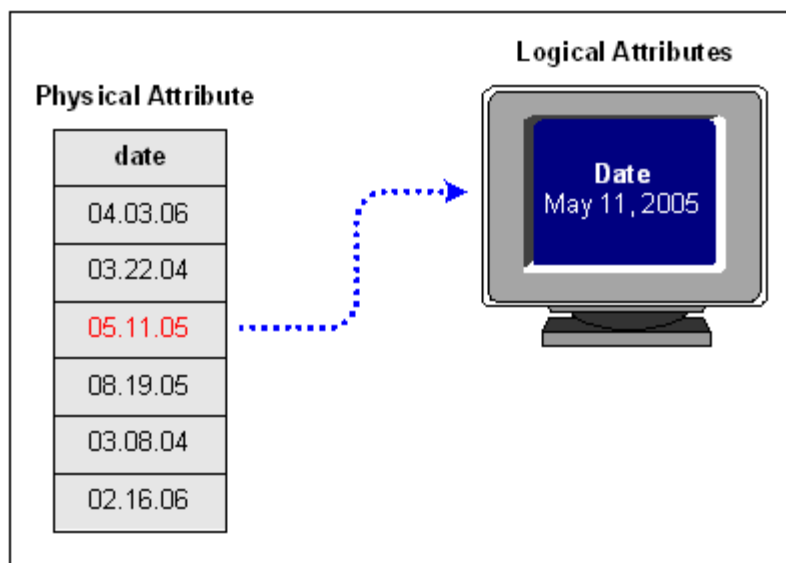 Logical Attributes
Physical Attribute
date
04.03.06
03.22.04
05.11.05
08.19.05
03.08.04
02.16.06
Date
May 11, 2005